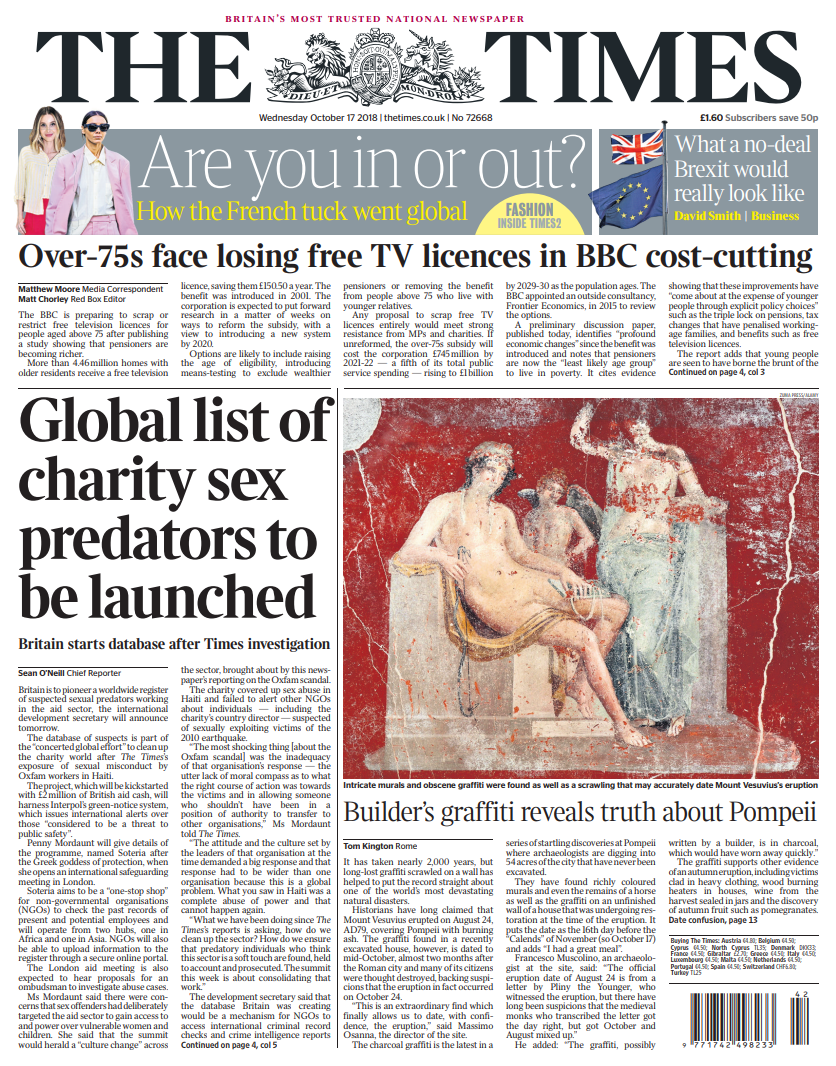 BRITAIN'S MOST TRUSTED NATIONAL NEWSPAPER
THE TIMES
DIEU·ET MON·DROIT
Wednesday October 17 2018 | thetimes.co.uk | No 72668
£1.60 Subscribers save 50p
Are you in or out?
How the French tuck went global
FASHION
INSIDE TIMES2
What a no-deal
Brexit would
really look like
David Smith | Business
Over-75s face losing free TV licences in BBC cost-cutting
Matthew Moore Media Correspondent
Matt Chorley Red Box Editor
The BBC is preparing to scrap or
restrict free television licences for
people aged above 75 after publishing
a study showing that pensioners are
becoming richer.
More than 4.46 million homes with
older residents receive a free television
licence, saving them £150.50 a year. The
benefit was introduced in 2001. The
corporation is expected to put forward
research in a matter of weeks on
ways to reform the subsidy, with a
view to introducing a new system
by 2020.
Options are likely to include raising
the age of eligibility, introducing
means-testing to exclude wealthier
pensioners or removing the benefit
from people above 75 who live with
younger relatives.
Any proposal to scrap free TV
licences entirely would meet strong
resistance from MPs and charities. If
unreformed, the over-75s subsidy will
cost the corporation £745 million by
2021-22 — a fifth of its total public
service spending — rising to £1 billion
by 2029-30 as the population ages. The
BBC appointed an outside consultancy,
Frontier Economics, in 2015 to review
the options.
A preliminary discussion paper,
published today, identifies “profound
economic changes” since the benefit was
introduced and notes that pensioners
are now the “least likely age group”
to live in poverty. It cites evidence
showing that these improvements have
“come about at the expense of younger
people through explicit policy choices”
such as the triple lock on pensions, tax
changes that have penalised working-
age families, and benefits such as free
television licences.
The report adds that young people
are seen to have borne the brunt of the
Continued on page 4, col 3
Global list of
charity sex
predators to
be launched
Britain starts database after Times investigation
Sean O'Neill Chief Reporter
Britain is to pioneer a worldwide register
of suspected sexual predators working
in the aid sector, the international
development secretary will announce
tomorrow.
The database of suspects is part of
the “concerted global effort” to clean up
the charity world after The Times's
exposure of sexual misconduct by
Oxfam workers in Haiti.
The project, which will be kickstarted
with £2 million of British aid cash, will
harness Interpol's green-notice system,
which issues international alerts over
those “considered to be a threat to
public safety”.
Penny Mordaunt will give details of
the programme, named Soteria after
the Greek goddess of protection, when
she opens an international safeguarding
meeting in London.
Soteria aims to be a “one-stop shop”
for non-governmental organisations
(NGOs) to check the past records of
present and potential employees and
will operate from two hubs, one in
Africa and one in Asia. NGOs will also
be able to upload information to the
register through a secure online portal.
The London aid meeting is also
expected to hear proposals for an
ombudsman to investigate abuse cases.
Ms Mordaunt said there were con-
cerns that sex offenders had deliberately
targeted the aid sector to gain access to
and power over vulnerable women and
children. She said that the summit
would herald a “culture change” across
the sector, brought about by this news-
paper's reporting on the Oxfam scandal.
The charity covered up sex abuse in
Haiti and failed to alert other NGOs
about individuals — including the
charity's country director — suspected
of sexually exploiting victims of the
2010 earthquake.
“The most shocking thing [about the
Oxfam scandal] was the inadequacy
of that organisation's response — the
utter lack of moral compass as to what
the right course of action was towards
the victims and in allowing someone
who shouldn't have been in a
position of authority to transfer to
other organisations,” Ms Mordaunt
told The Times.
“The attitude and the culture set by
the leaders of that organisation at the
time demanded a big response and that
response had to be wider than one
organisation because this is a global
problem. What you saw in Haiti was a
complete abuse of power and that
cannot happen again.
“What we have been doing since The
Times's reports is asking, how do we
clean up the sector? How do we ensure
that predatory individuals who think
this sector is a soft touch are found, held
to account and prosecuted. The summit
this week is about consolidating that
work.”
The development secretary said that
“the database Britain was creating
would be a mechanism for NGOs to
access international criminal record
checks and crime intelligence reports
Continued on page 4, col 5
ZUMA PRESS/ALAMY
Intricate murals and obscene graffiti were found as well as a scrawling that may accurately date Mount Vesuvius's eruption
Builder's graffiti reveals truth about Pompeii
Tom Kington Rome
It has taken nearly 2,000 years, but
long-lost graffiti scrawled on a wall has
helped to put the record straight about
one of the world's most devastating
natural disasters.
Historians have long claimed that
Mount Vesuvius erupted on August 24,
AD79, covering Pompeii with burning
ash. The graffiti found in a recently
excavated house, however, is dated to
mid-October, almost two months after
the Roman city and many of its citizens
were thought destroyed, backing suspi-
cions that the eruption in fact occurred
on October 24.
“This is an extraordinary find which
finally allows us to date, with confi-
dence, the eruption,” said Massimo
Osanna, the director of the site.
The charcoal graffiti is the latest in a
series of startling discoveries at Pompeii
where archaeologists are digging into
54 acres of the city that have never been
excavated.
They have found richly coloured
murals and even the remains of a horse
as well as the graffiti on an unfinished
wall of a house that was undergoing res-
toration at the time of the eruption. It
puts the date as the 16th day before the
“Calends” of November (so October 17)
and adds “I had a great meal”.
Francesco Muscolino, an archaeolo-
gist at the site, said: “The official
eruption date of August 24 is from a
letter by Pliny the Younger, who
witnessed the eruption, but there have
long been suspicions that the medieval
monks who transcribed the letter got
the day right, but got October and
August mixed up.”
He added: “The graffiti, possibly
written by a builder, is in charcoal,
which would have worn away quickly.”
The graffiti supports other evidence
of an autumn eruption, including victims
clad in heavy clothing, wood burning
heaters in houses, wine from the
harvest sealed in jars and the discovery
of autumn fruit such as pomegranates.
Date confusion, page 13
Buying The Times: Austria €4.80; Belgium €4.50;
Cyprus €4.50; North Cyprus TL35; Denmark DKK33;
France €4.50; Gibraltar £2.70; Greece €4.50; Italy €4.50;
Luxembourg €4.50; Malta €4.50; Netherlands €4.50;
Portugal €4.50; Spain €4.50; Switzerland CHF6.80;
Turkey TL25
42
9 771742 498233